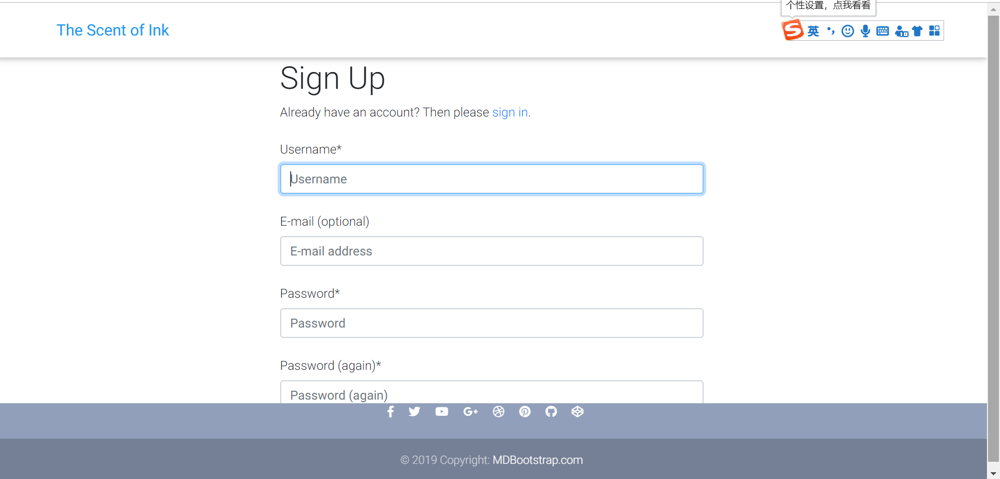 个性设置，点我看看
The Scent of Ink
英
Sign Up
Already have an account? Then please sign in.
Username*
Username
E-mail (optional)
E-mail address
Password*
Password
Password (again)*
Password (again)
© 2019 Copyright: MDBootstrap.com